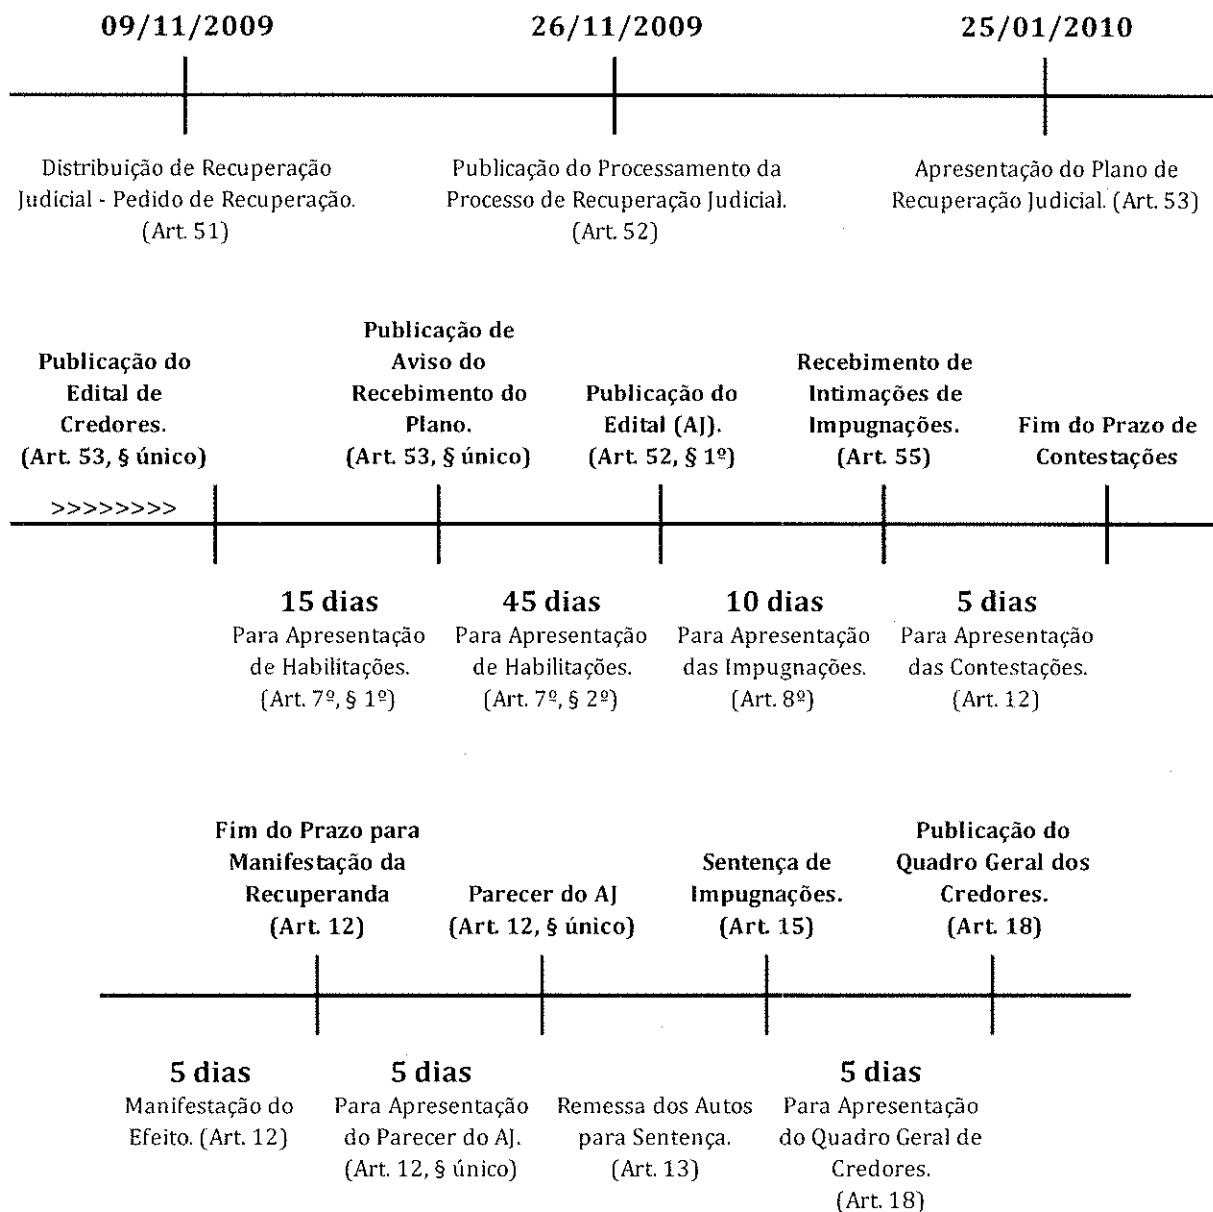 09/11/2009
26/11/2009
25/01/2010
Distribuição de Recuperação
Judicial - Pedido de Recuperação.
(Art. 51)
Publicação do Processamento da
Processo de Recuperação Judicial.
(Art. 52)
Apresentação do Plano de
Recuperação Judicial. (Art. 53)
Publicação do
Edital de
Credores.
(Art. 53, § único)
>>>>>>>>
Publicação de
Aviso do
Recebimento do
Plano.
(Art. 53, § único)
Publicação do
Edital (AJ).
(Art. 52, § 1º)
Recebimento de
Intimações de
Impugnações.
(Art. 55)
Fim do Prazo de
Contestações
15 dias
Para Apresentação
de Habilitações.
(Art. 7º, § 1º)
45 dias
Para Apresentação
de Habilitações.
(Art. 7º, § 2º)
10 dias
Para Apresentação
das Impugnações.
(Art. 8º)
5 dias
Para Apresentação
das Contestações.
(Art. 12)
Fim do Prazo para
Manifestação da
Recuperanda
(Art. 12)
Parecer do AJ
(Art. 12, § único)
Sentença de
Impugnações.
(Art. 15)
Publicação do
Quadro Geral dos
Credores.
(Art. 18)
5 dias
Manifestação do
Efeito. (Art. 12)
5 dias
Para Apresentação
do Parecer do AJ.
(Art. 12, § único)
Remessa dos Autos
para Sentença.
(Art. 13)
5 dias
Para Apresentação
do Quadro Geral de
Credores.
(Art. 18)